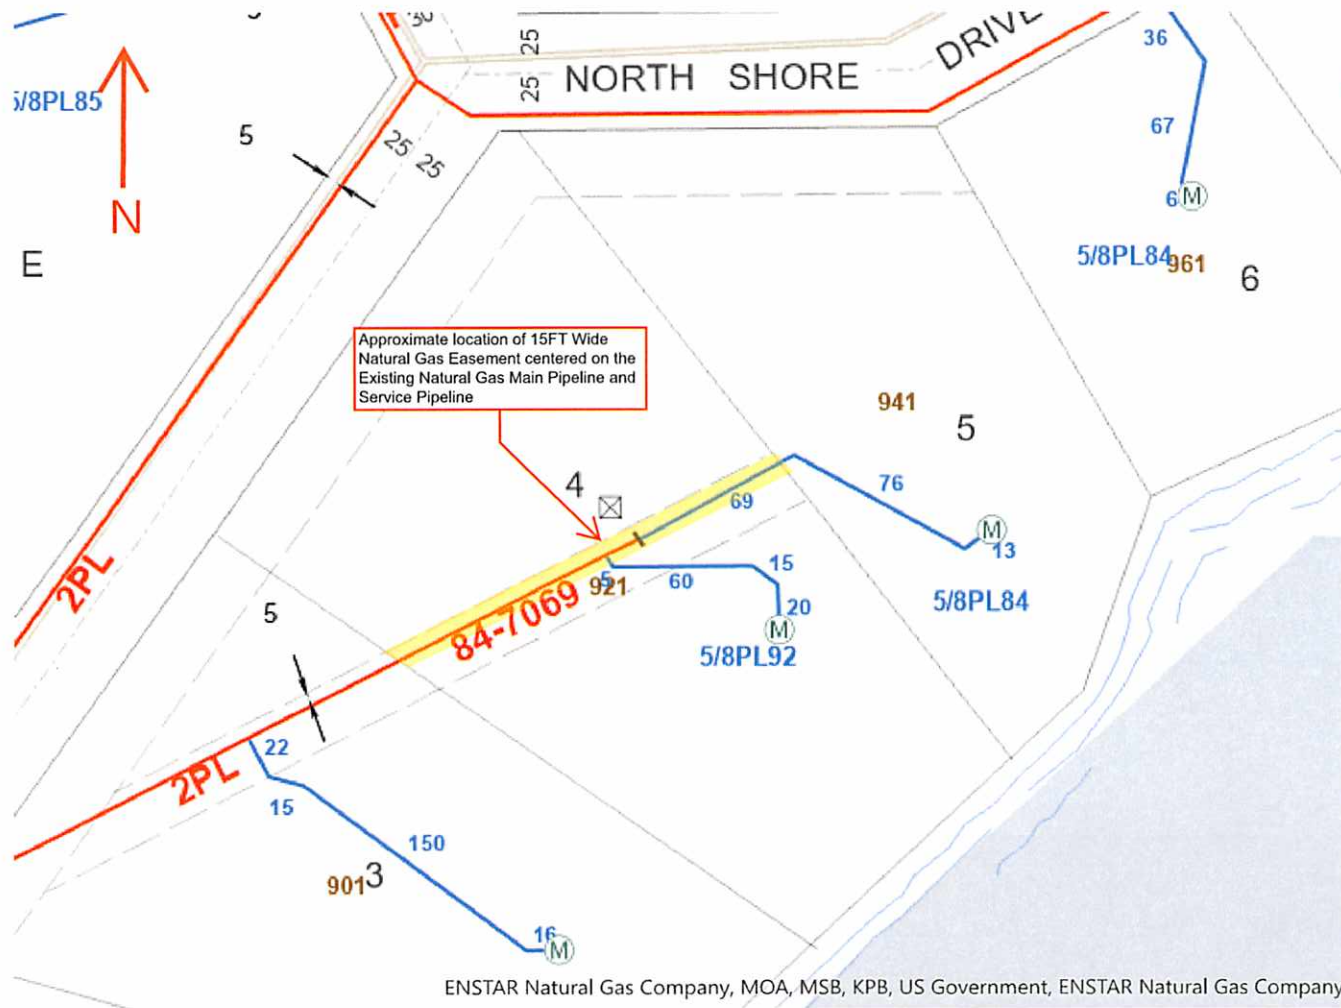 30
25
25
NORTH SHORE DRIVE
36
5/8PL85
67
5
25 25
6 M
N
5/8PL84
961
6
E
Approximate location of 15FT Wide
Natural Gas Easement centered on the
Existing Natural Gas Main Pipeline and
Service Pipeline
941
5
4
76
69
M
13
15
5
921
60
20
5/8PL84
2PL
5
84-7069
M
5/8PL92
22
2PL
15
150
901
3
16
M
ENSTAR Natural Gas Company, MOA, MSB, KPB, US Government, ENSTAR Natural Gas Company